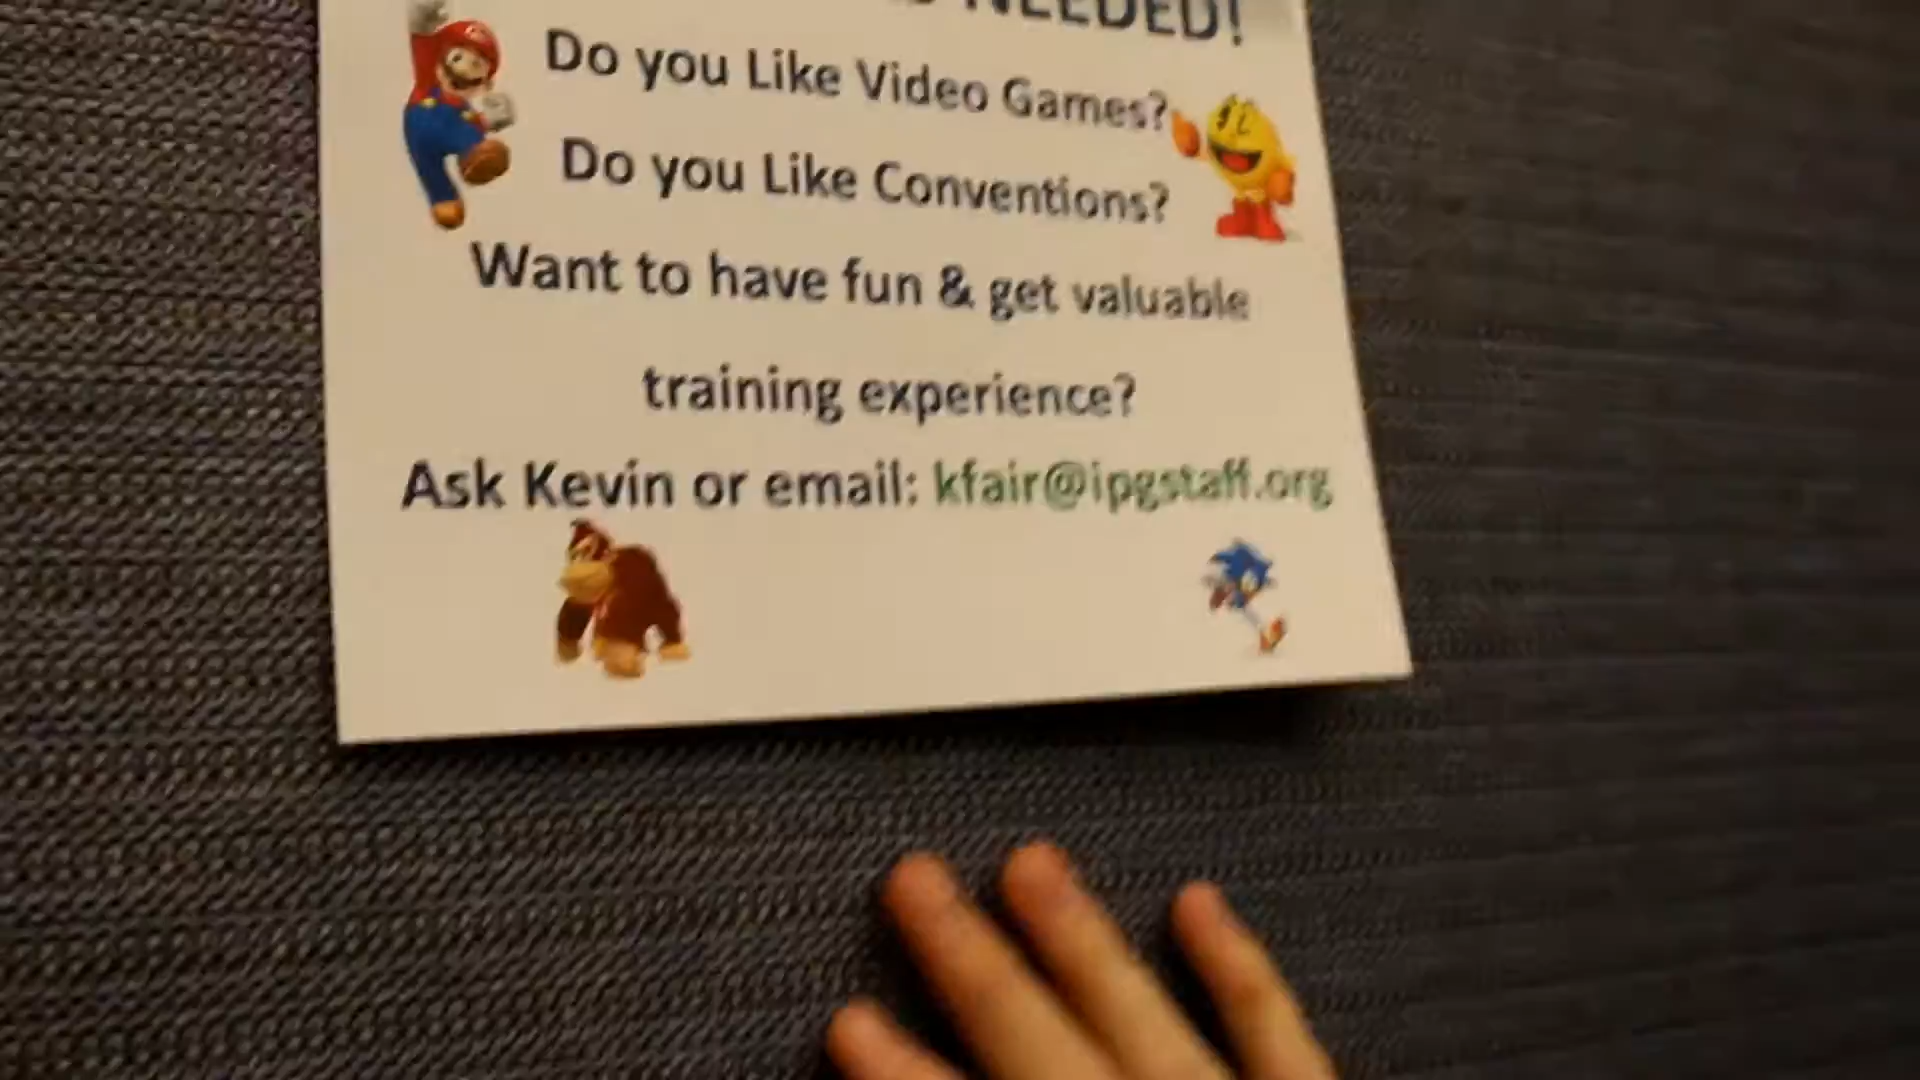 NEEDED!
Do you Like Video Games?
Do you Like Conventions?
Want to have fun & get valuable
training experience?
Ask Kevin or email: kfair@ipgstaff.org